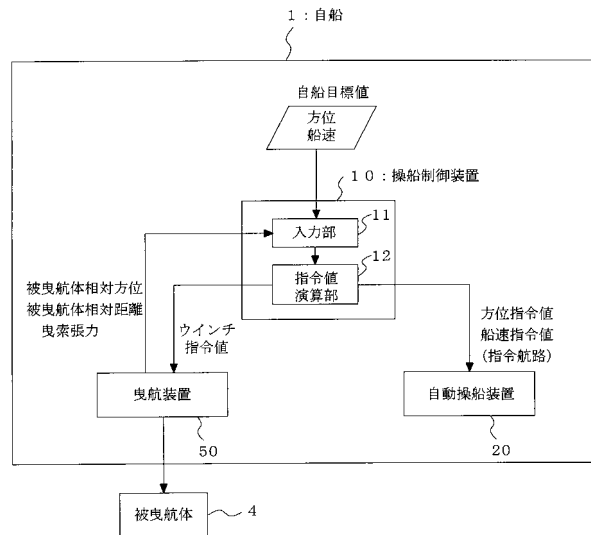 1：自船
自船目標値
方位
船速
10：操船制御装置
入力部
11
指令値
演算部
12
被曳航体相対方位
被曳航体相対距離
曳索張力
ウインチ
指令値
方位指令値
船速指令値
(指令航路)
曳航装置
50
自動操船装置
20
被曳航体
4